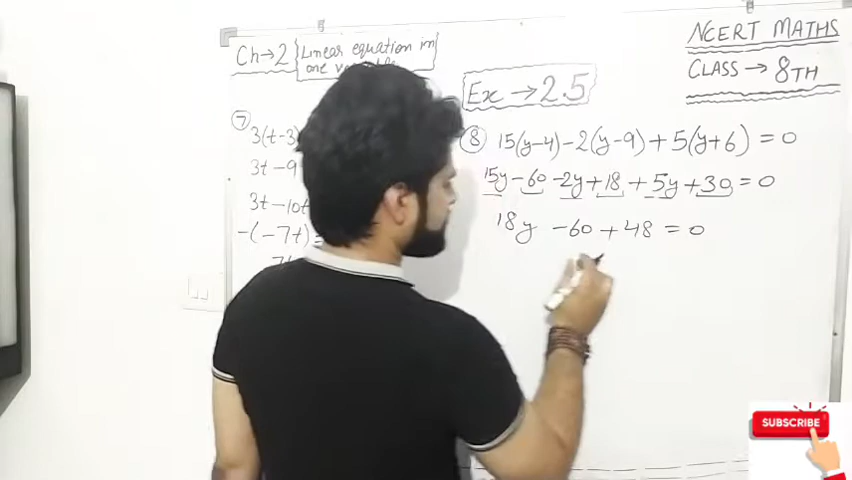 Ch→2 Linear equation in
one
NCERT MATHS
CLASS → 8TH
Ex → 2.5
⑦
3(t-3
3t-9
3t-10t
-(-7t)
⑧ 15(y-4)-2(y-9)+5(y+6)=0
15y-60-2y+18+5y+30=0
18y -60+48=0
SUBSCRIBE